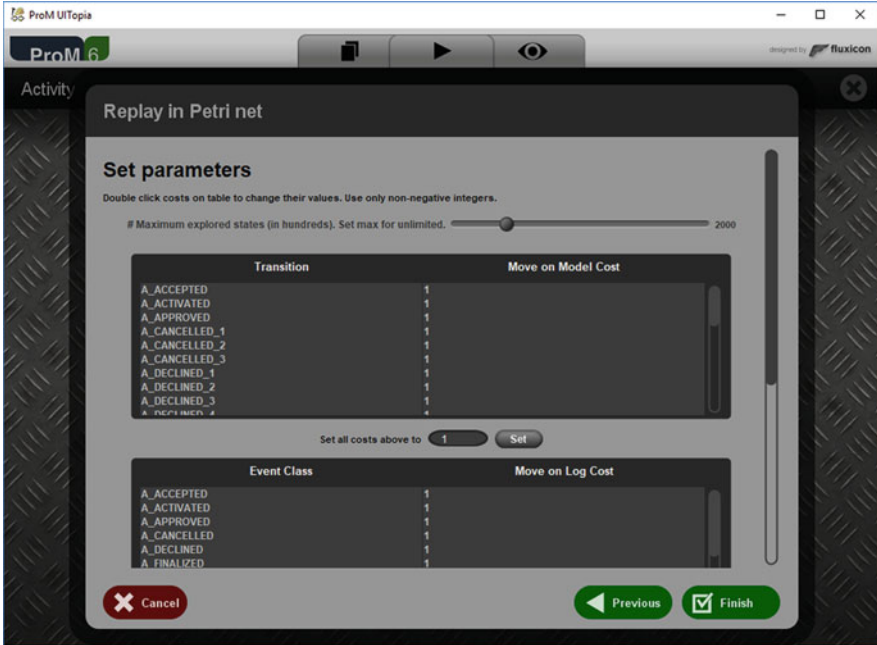 ProM UITopia
ProM 6
designed by fluxicon
Activity
Replay in Petri net
Set parameters
Double click costs on table to change their values. Use only non-negative integers.
# Maximum explored states (in hundreds). Set max for unlimited. 2000
Transition Move on Model Cost
A_ACCEPTED 1
A_ACTIVATED 1
A_APPROVED 1
A_CANCELLED_1 1
A_CANCELLED_2 1
A_CANCELLED_3 1
A_DECLINED_1 1
A_DECLINED_2 1
A_DECLINED_3 1
A_DECLINED_4 1
Set all costs above to 1 Set
Event Class Move on Log Cost
A_ACCEPTED 1
A_ACTIVATED 1
A_APPROVED 1
A_CANCELLED 1
A_DECLINED 1
A_FINALIZED 1
Cancel Previous Finish